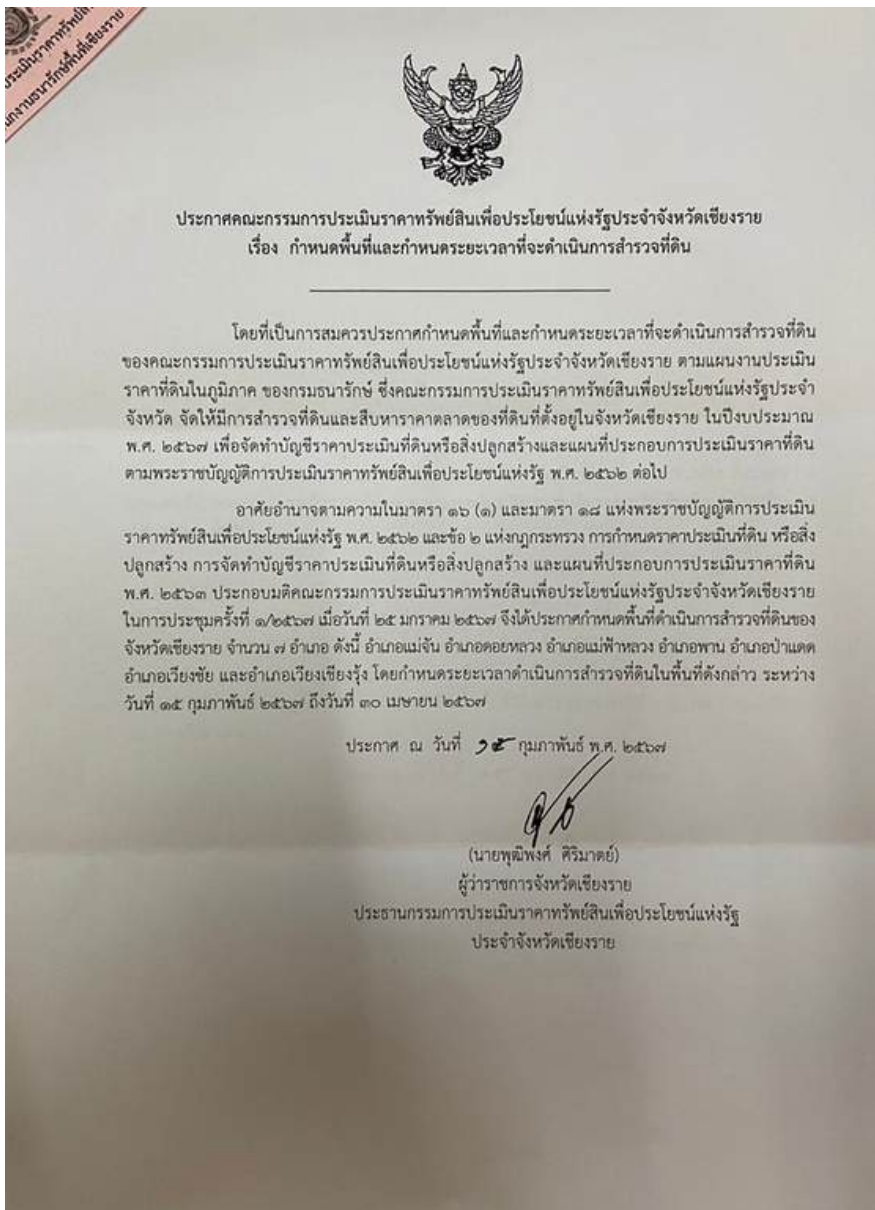 ประเมินราคาทรัพย์สิน
งานธนารักษ์พื้นที่เชียงราย
ประกาศคณะกรรมการประเมินราคาทรัพย์สินเพื่อประโยชน์แห่งรัฐประจำจังหวัดเชียงราย
เรื่อง กำหนดพื้นที่และกำหนดระยะเวลาที่จะดำเนินการสำรวจที่ดิน
โดยที่เป็นการสมควรประกาศกำหนดพื้นที่และกำหนดระยะเวลาที่จะดำเนินการสำรวจที่ดิน
ของคณะกรรมการประเมินราคาทรัพย์สินเพื่อประโยชน์แห่งรัฐประจำจังหวัดเชียงราย ตามแผนงานประเมิน
ราคาที่ดินในภูมิภาค ของกรมธนารักษ์ ซึ่งคณะกรรมการประเมินราคาทรัพย์สินเพื่อประโยชน์แห่งรัฐประจำ
จังหวัด จัดให้มีการสำรวจที่ดินและสืบหาราคาตลาดของที่ดินที่ตั้งอยู่ในจังหวัดเชียงราย ในปีงบประมาณ
พ.ศ. ๒๕๖๗ เพื่อจัดทำบัญชีราคาประเมินที่ดินหรือสิ่งปลูกสร้างและแผนที่ประกอบการประเมินราคาที่ดิน
ตามพระราชบัญญัติการประเมินราคาทรัพย์สินเพื่อประโยชน์แห่งรัฐ พ.ศ. ๒๕๖๒ ต่อไป
อาศัยอำนาจตามความในมาตรา ๑๖ (๑) และมาตรา ๑๘ แห่งพระราชบัญญัติการประเมิน
ราคาทรัพย์สินเพื่อประโยชน์แห่งรัฐ พ.ศ. ๒๕๖๒ และข้อ ๒ แห่งกฎกระทรวง การกำหนดราคาประเมินที่ดิน หรือสิ่ง
ปลูกสร้าง การจัดทำบัญชีราคาประเมินที่ดินหรือสิ่งปลูกสร้าง และแผนที่ประกอบการประเมินราคาที่ดิน
พ.ศ. ๒๕๖๓ ประกอบมติคณะกรรมการประเมินราคาทรัพย์สินเพื่อประโยชน์แห่งรัฐประจำจังหวัดเชียงราย
ในการประชุมครั้งที่ ๑/๒๕๖๗ เมื่อวันที่ ๒๕ มกราคม ๒๕๖๗ จึงได้ประกาศกำหนดพื้นที่ดำเนินการสำรวจที่ดินของ
จังหวัดเชียงราย จำนวน ๗ อำเภอ ดังนี้ อำเภอแม่จัน อำเภอดอยหลวง อำเภอแม่ฟ้าหลวง อำเภอพาน อำเภอป่าแดด
อำเภอเวียงชัย และอำเภอเวียงเชียงรุ้ง โดยกำหนดระยะเวลาดำเนินการสำรวจที่ดินในพื้นที่ดังกล่าว ระหว่าง
วันที่ ๑๕ กุมภาพันธ์ ๒๕๖๗ ถึงวันที่ ๓๐ เมษายน ๒๕๖๗
ประกาศ ณ วันที่ ๑๕ กุมภาพันธ์ พ.ศ. ๒๕๖๗
(นายพุฒิพงศ์ ศิริมาตย์)
ผู้ว่าราชการจังหวัดเชียงราย
ประธานกรรมการประเมินราคาทรัพย์สินเพื่อประโยชน์แห่งรัฐ
ประจำจังหวัดเชียงราย